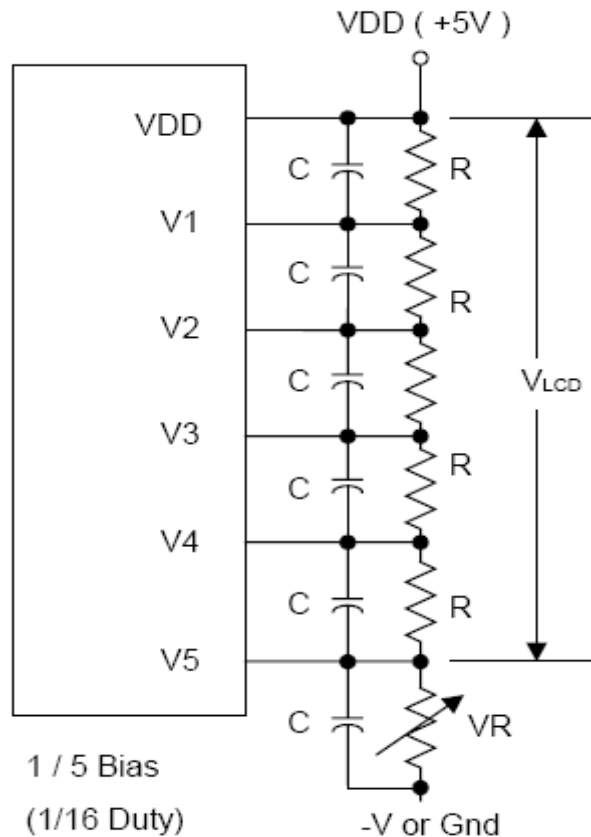 VDD ( +5V )
VDD
C
R
V1
C
R
V2
C
VLCD
V3
R
C
V4
C
R
V5
C
VR
1 / 5 Bias
(1/16 Duty)
-V or Gnd